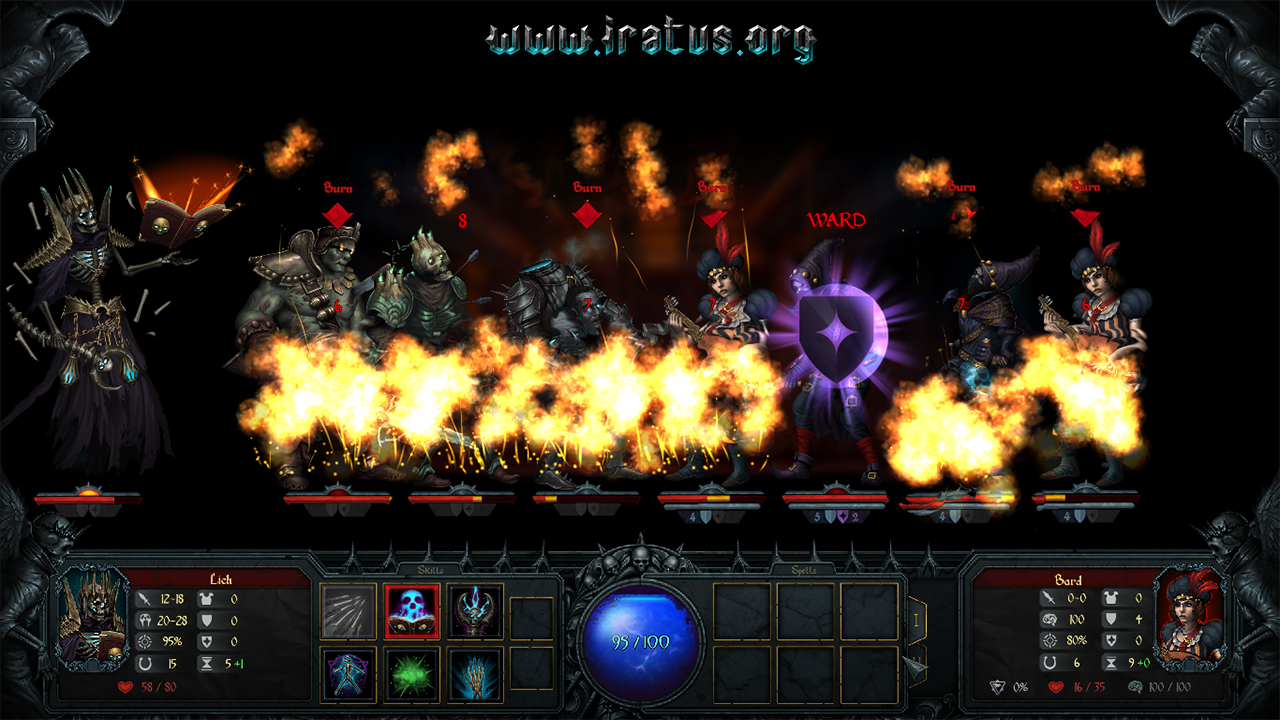 www.iratus.org
Burn
Burn
Burn
Burn
Burn
8
WARD
6
7
7
7
6
4
5 2
4
4
Lich
12-18 0
20-28 0
95% 0
15 5 +1
58 / 80
Skills
95 / 100
Spells
I
Bard
0-0 0
100 4
80% 0
6 9 +0
0% 16 / 35 100 / 100